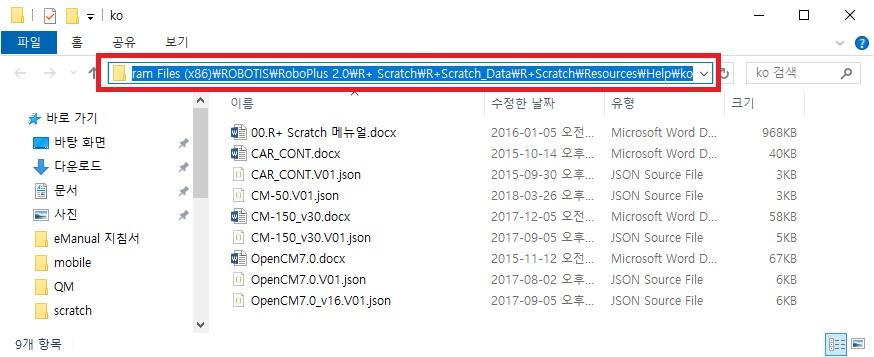 ko
파일 홈 공유 보기
ram Files (x86)₩ROBOTIS₩RoboPlus 2.0₩R+ Scratch₩R+Scratch_Data₩R+Scratch₩Resources₩Help₩ko
ko 검색
이름 수정한 날짜 유형 크기
바로 가기
바탕 화면
다운로드
문서
사진
eManual 지침서
mobile
QM
scratch
00.R+ Scratch 메뉴얼.docx 2016-01-05 오전... Microsoft Word D... 968KB
CAR_CONT.docx 2015-10-14 오후... Microsoft Word D... 40KB
CAR_CONT.V01.json 2015-09-30 오후... JSON Source File 3KB
CM-50.V01.json 2018-03-26 오후... JSON Source File 3KB
CM-150_v30.docx 2017-12-05 오전... Microsoft Word D... 58KB
CM-150_v30.V01.json 2017-09-05 오후... JSON Source File 5KB
OpenCM7.0.docx 2015-11-12 오후... Microsoft Word D... 67KB
OpenCM7.0.V01.json 2017-08-02 오후... JSON Source File 6KB
OpenCM7.0_v16.V01.json 2017-09-05 오후... JSON Source File 6KB
9개 항목